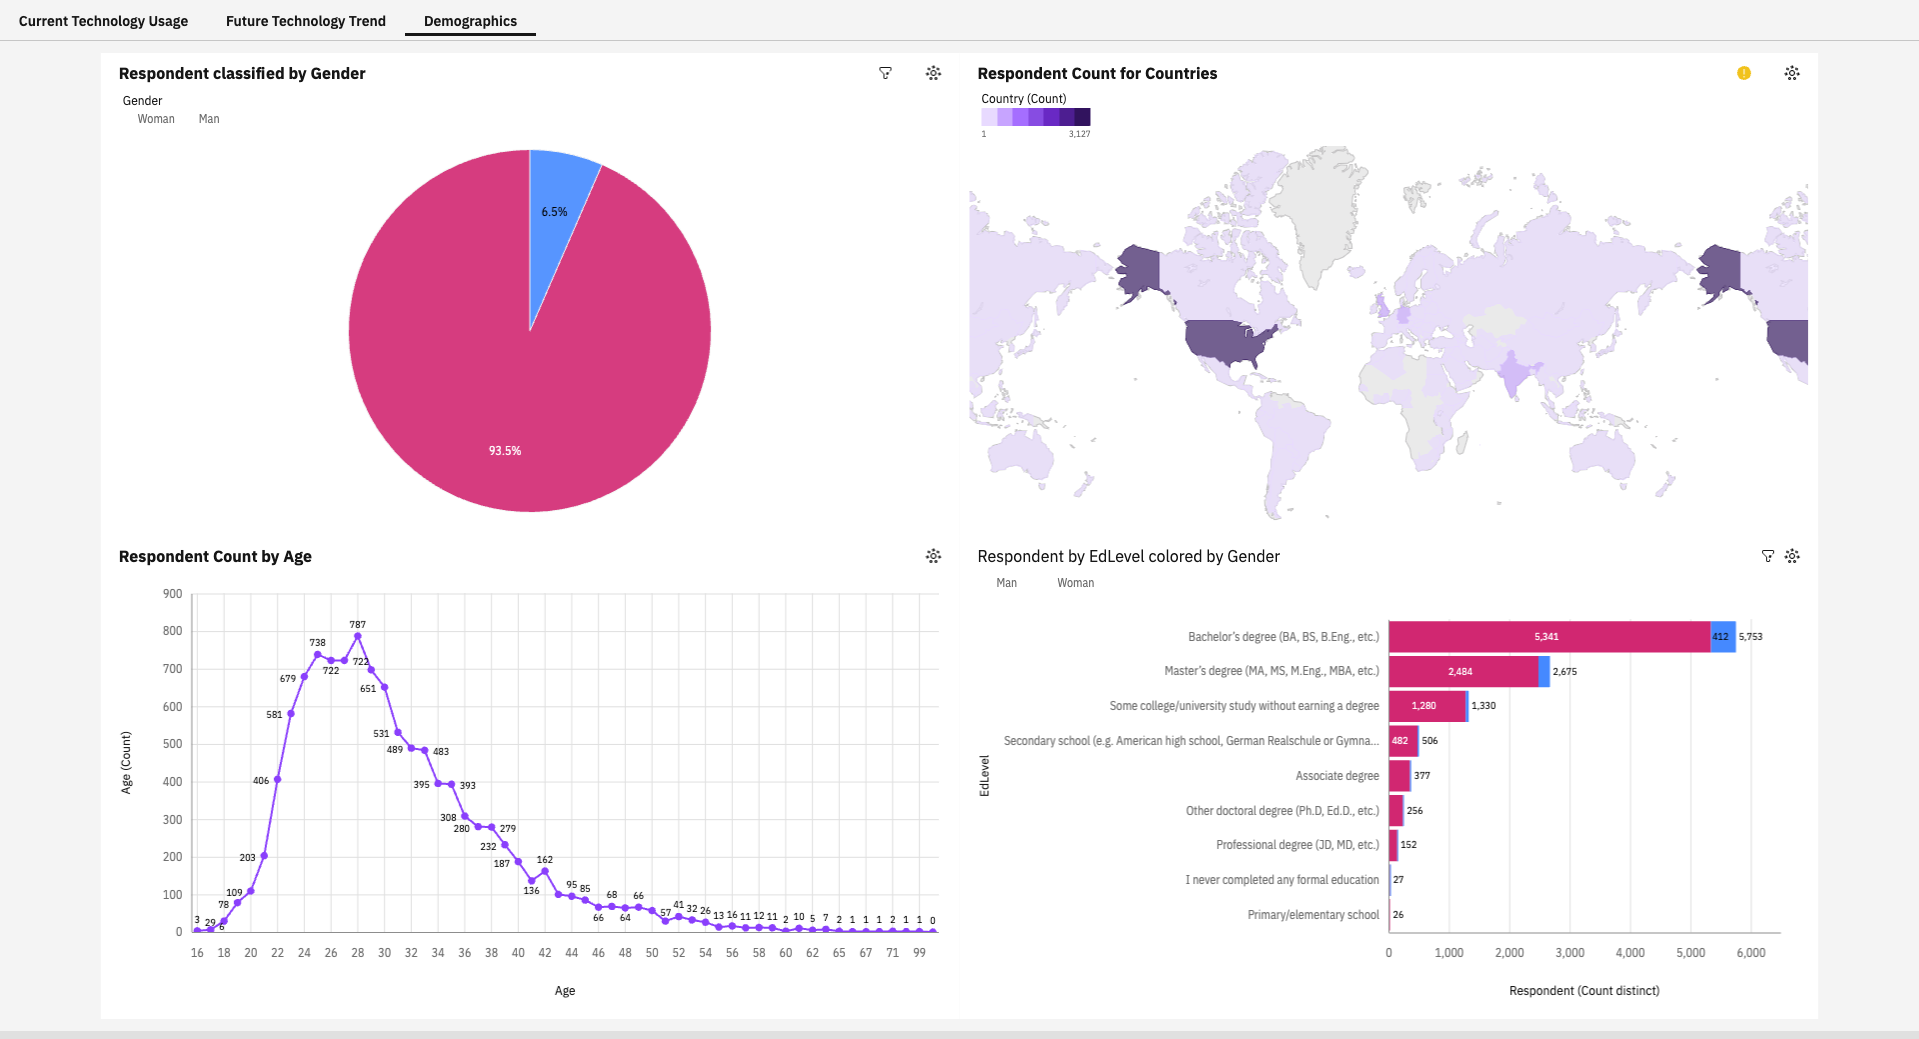 Current Technology Usage Future Technology Trend Demographics
Respondent classified by Gender
Gender
Woman Man
6.5%
93.5%
Respondent Count for Countries
!
Country (Count)
1 3,127
Respondent Count by Age
Age (Count)
900
800
700
600
500
400
300
200
100
0
3 29 6 78 109 203 406 581 679 738 722 787 722 651 531 489 483 395 393 308 280 279 232 187 136 162 95 85 66 68 64 66 57 41 32 26 13 16 11 12 11 2 10 5 7 2 1 1 1 2 1 1 0
16 18 20 22 24 26 28 30 32 34 36 38 40 42 44 46 48 50 52 54 56 58 60 62 65 67 71 99
Age
Respondent by EdLevel colored by Gender
Man Woman
EdLevel
Bachelor's degree (BA, BS, B.Eng., etc.) 5,341 412 5,753
Master's degree (MA, MS, M.Eng., MBA, etc.) 2,484 2,675
Some college/university study without earning a degree 1,280 1,330
Secondary school (e.g. American high school, German Realschule or Gymna... 482 506
Associate degree 377
Other doctoral degree (Ph.D, Ed.D., etc.) 256
Professional degree (JD, MD, etc.) 152
I never completed any formal education 27
Primary/elementary school 26
0 1,000 2,000 3,000 4,000 5,000 6,000
Respondent (Count distinct)